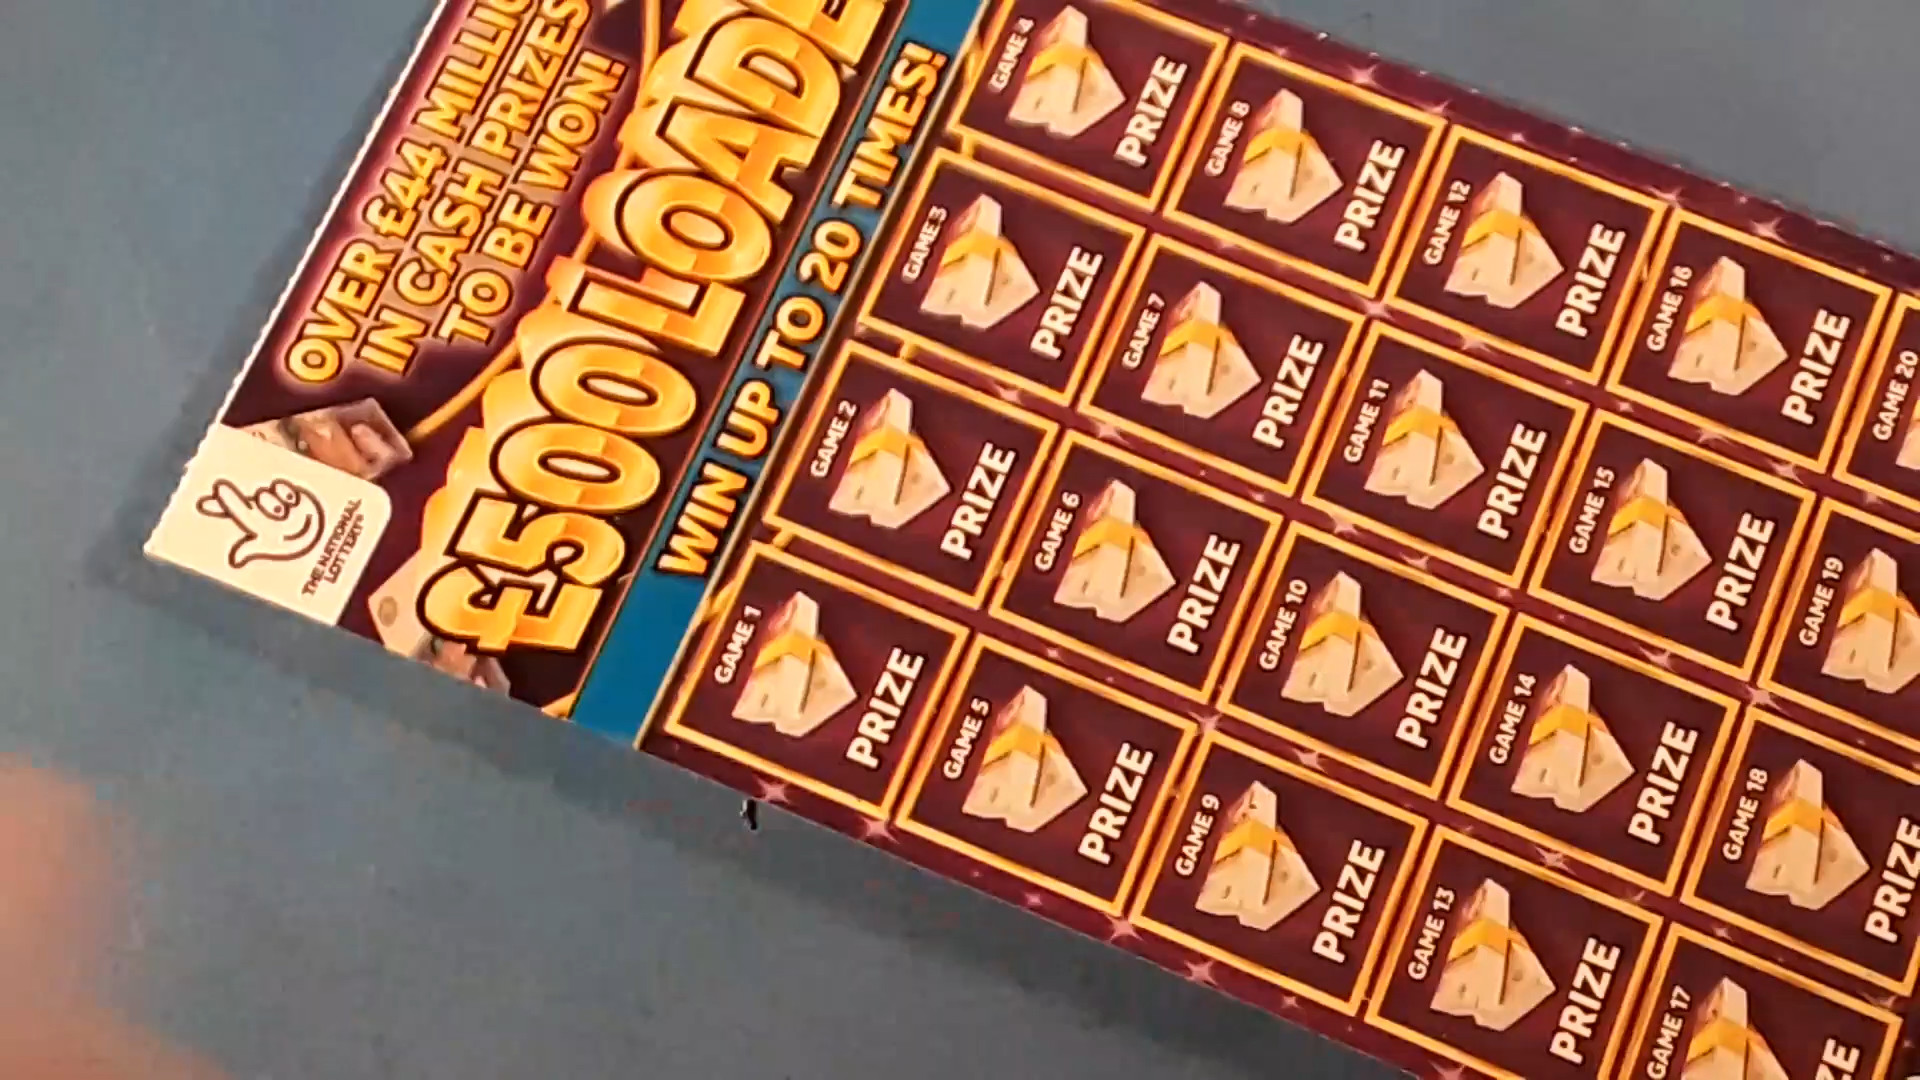 OVER £44 MILLIO
IN CASH PRIZES
TO BE WON!
THE NATIONAL
LOTTERY®
£500 LOADE
WIN UP TO 20 TIMES!
GAME 1
PRIZE
GAME 2
PRIZE
GAME 3
PRIZE
GAME 4
PRIZE
GAME 5
PRIZE
GAME 6
PRIZE
GAME 7
PRIZE
GAME 8
PRIZE
GAME 9
PRIZE
GAME 10
PRIZE
GAME 11
PRIZE
GAME 12
PRIZE
GAME 13
PRIZE
GAME 14
PRIZE
GAME 15
PRIZE
GAME 16
PRIZE
GAME 17
ZE
GAME 18
PRIZE
GAME 19
GAME 20